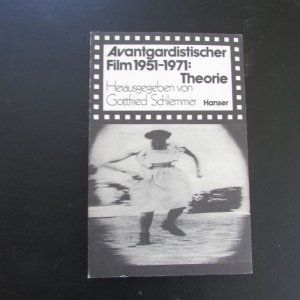 Avantgardistischer
Film 1951–1971:
Theorie
Herausgegeben von
Gottfried Schlemmer Hanser